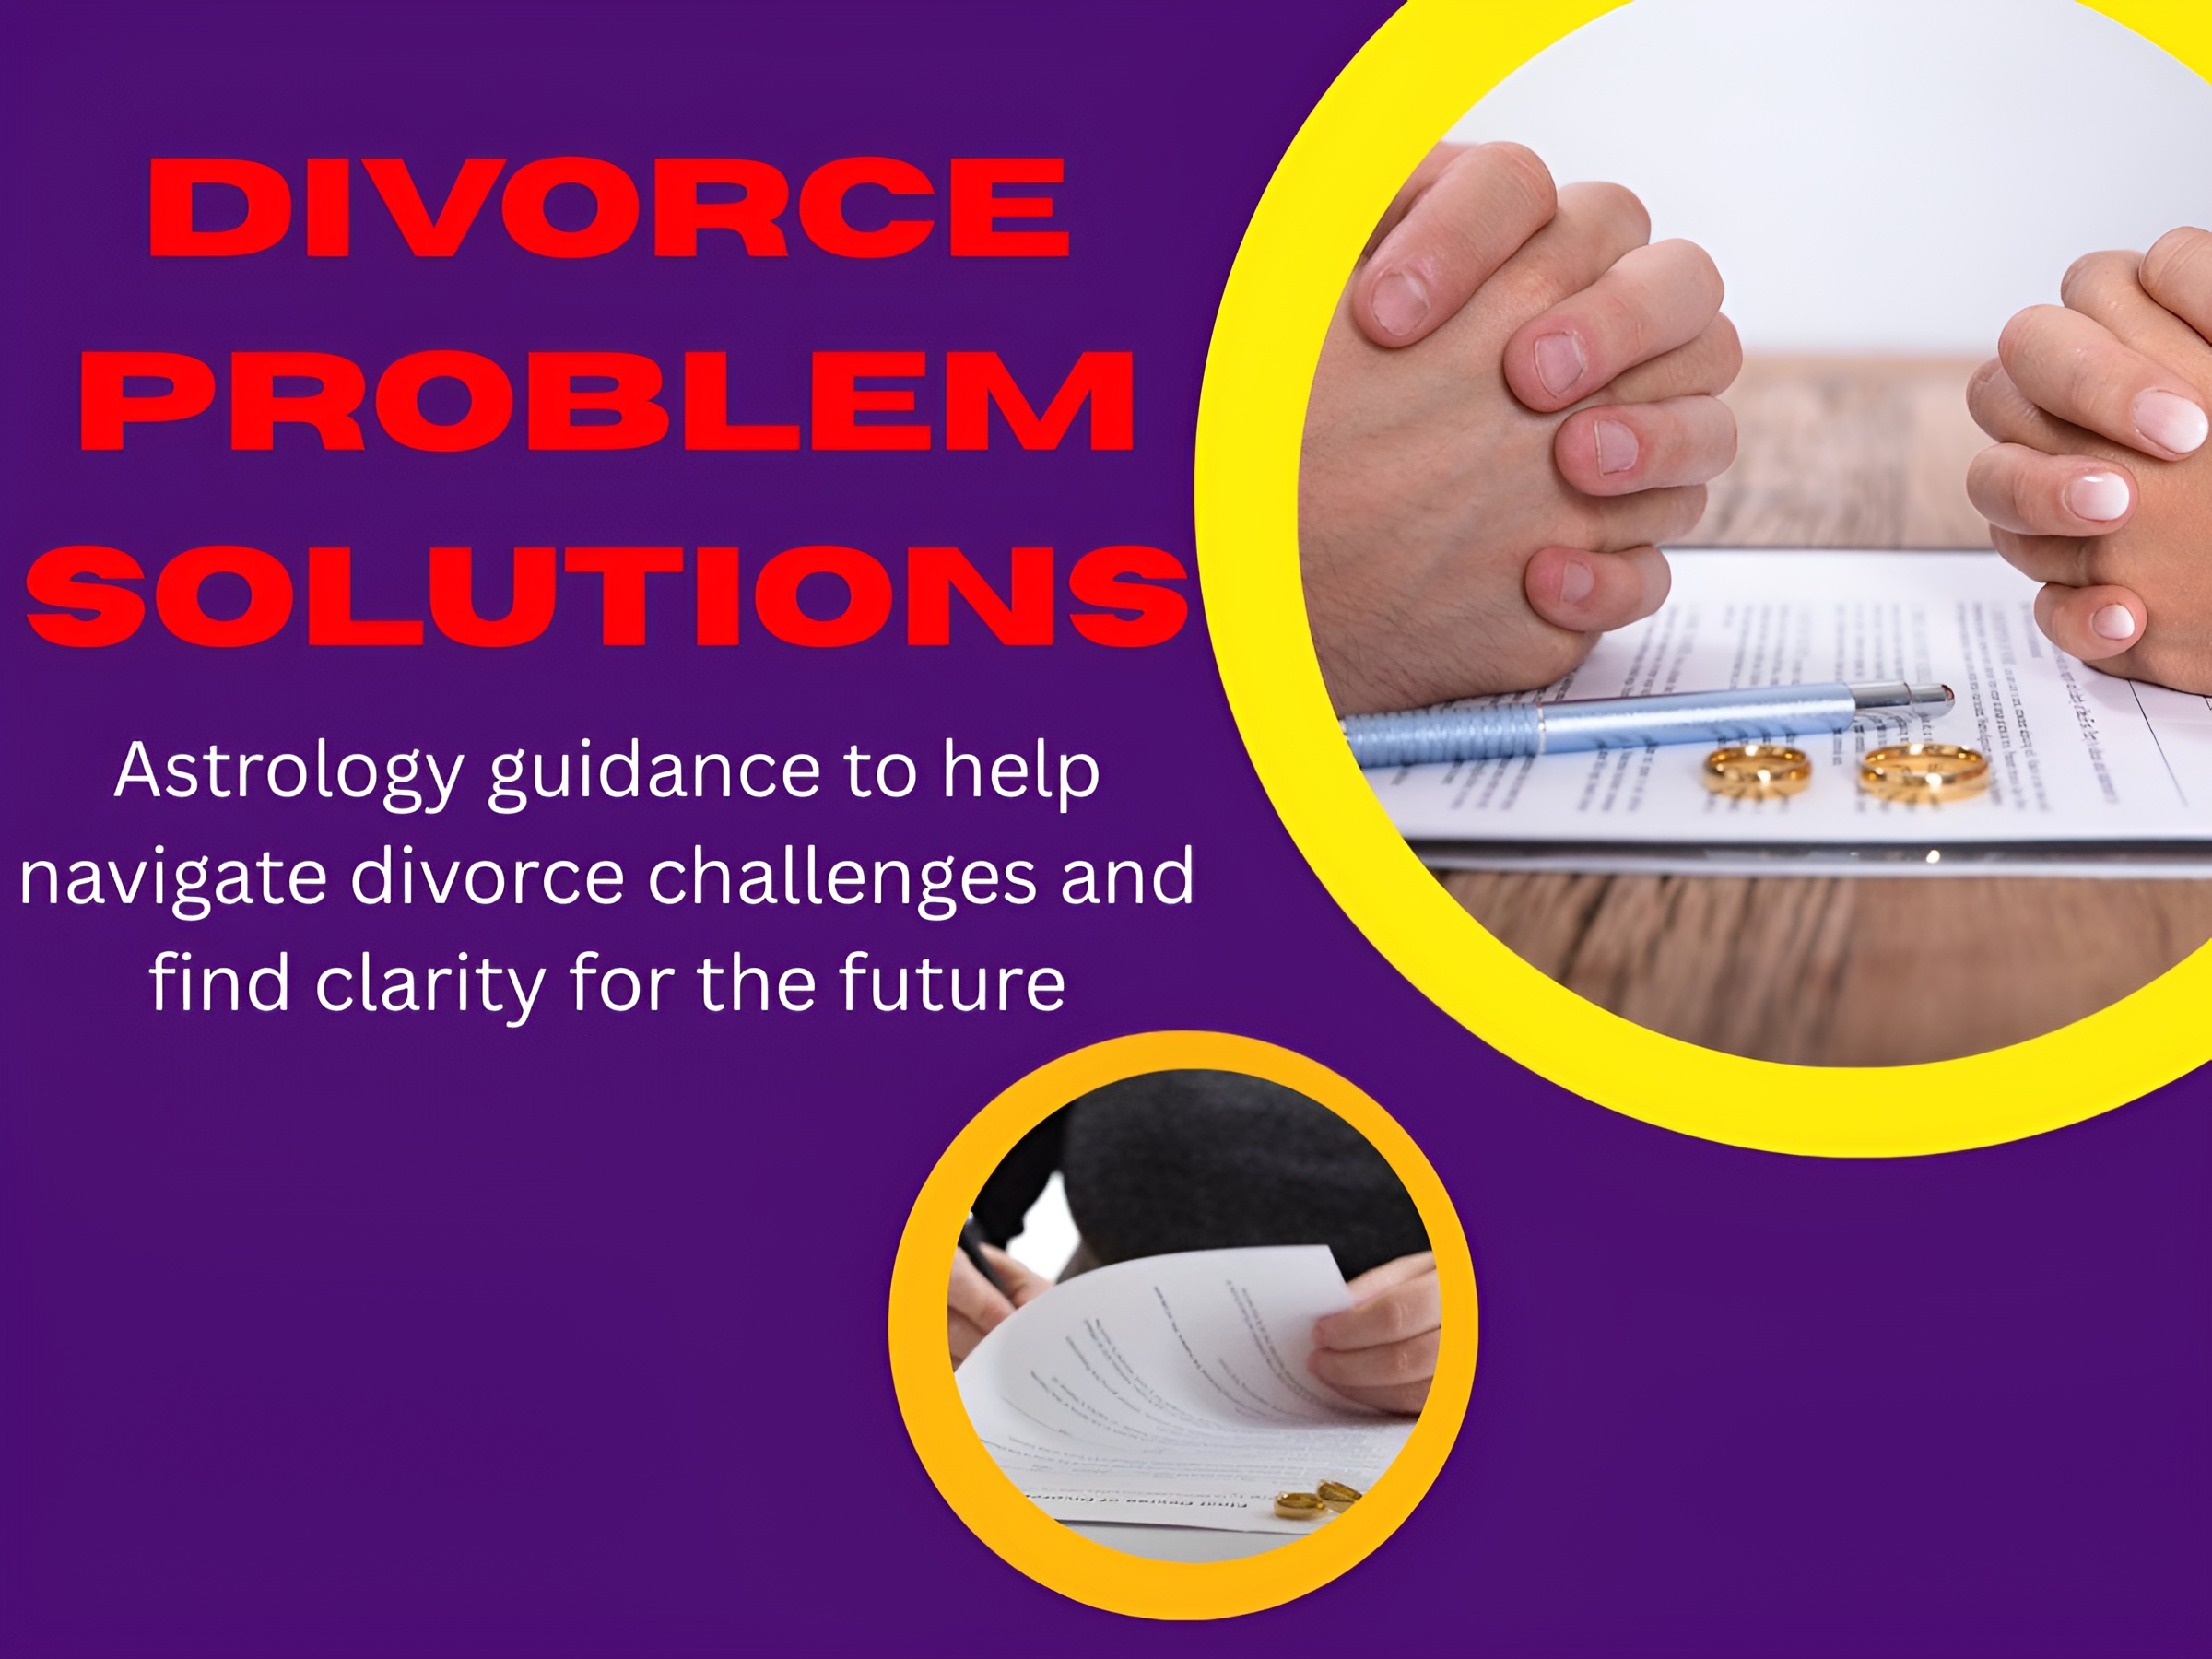 DIVORCE
PROBLEM
SOLUTIONS
Astrology guidance to help
navigate divorce challenges and
find clarity for the future